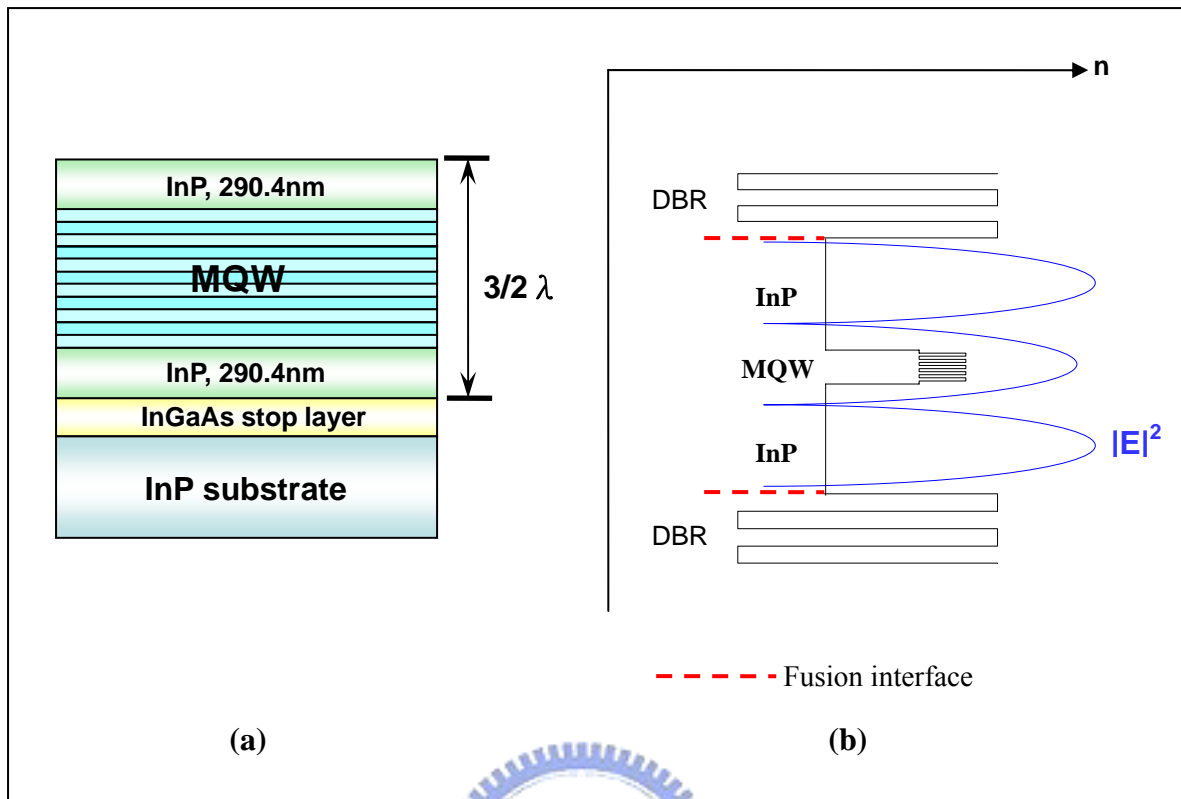 InP, 290.4nm
MQW
InP, 290.4nm
InGaAs stop layer
InP substrate
3/2 λ
(a)
n
DBR
InP
MQW
InP
|E|²
DBR
Fusion interface
(b)